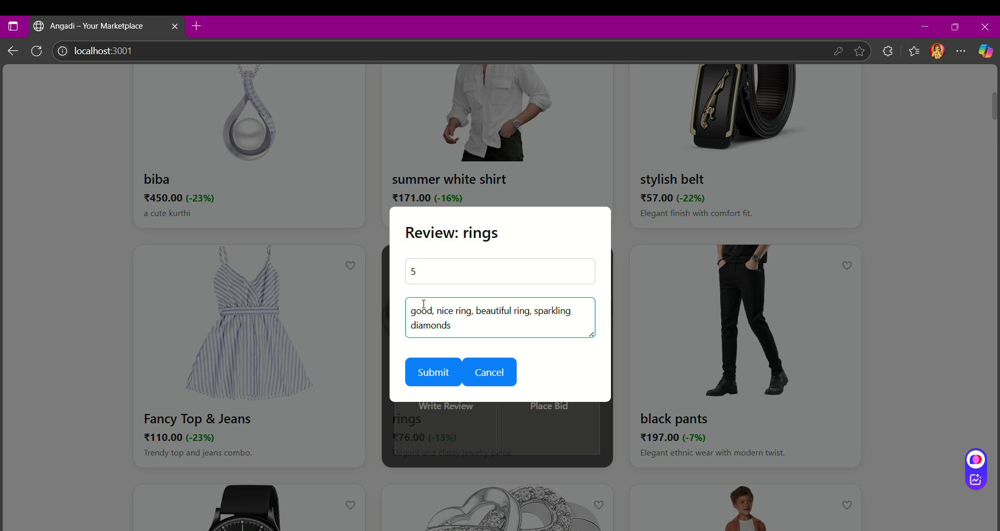 Angadi – Your Marketplace
localhost:3001
biba
₹450.00 (-23%)
a cute kurthi
summer white shirt
₹171.00 (-16%)
stylish belt
₹57.00 (-22%)
Elegant finish with comfort fit.
Review: rings
5
good, nice ring, beautiful ring, sparkling
diamonds
Submit Cancel
Write Review Place Bid
Fancy Top & Jeans
₹110.00 (-23%)
Trendy top and jeans combo.
rings
₹76.00 (-13%)
Elegant and classy jewelry piece.
black pants
₹197.00 (-7%)
Elegant ethnic wear with modern twist.